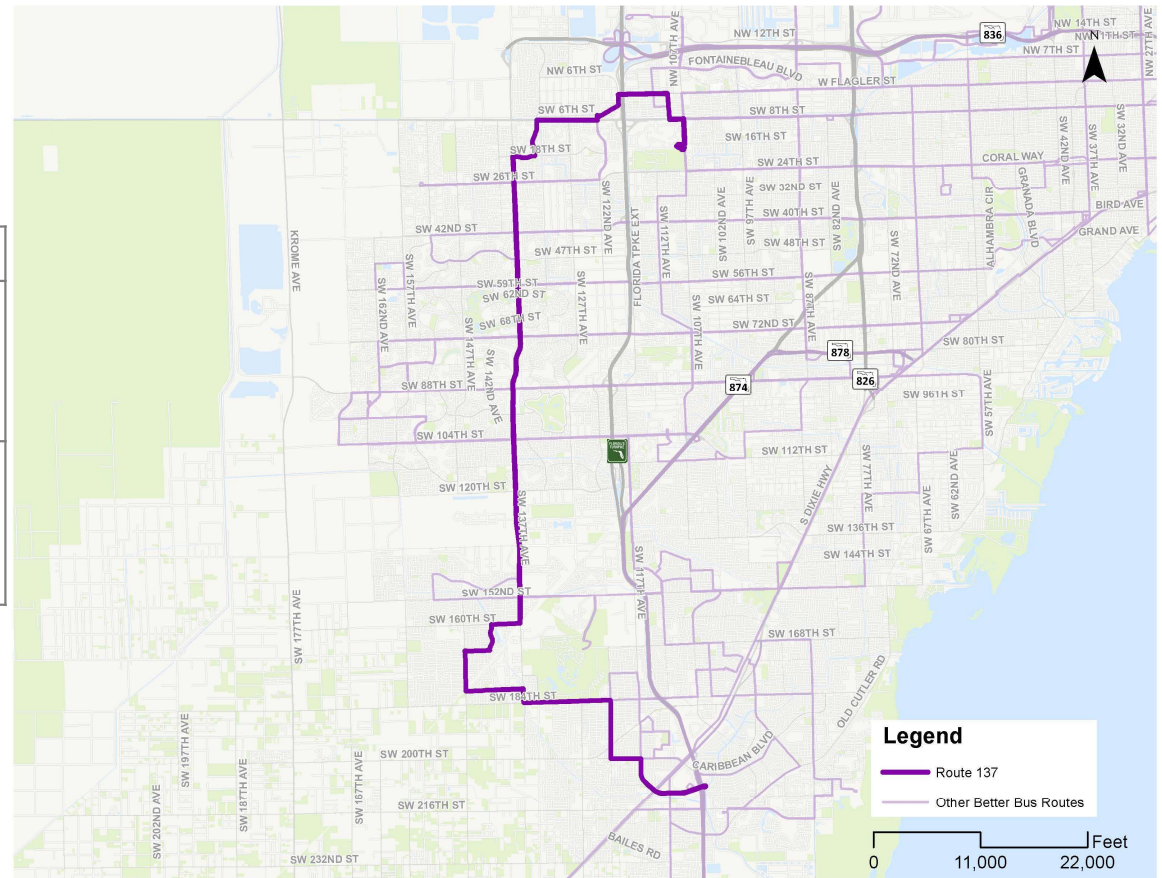 NW 14TH ST
836
NW 12TH ST
N
NW 7TH ST
NW 107TH AVE
NW 27TH AVE
FONTAINEBLEAU BLVD
NW 6TH ST
W FLAGLER ST
SW 6TH ST
SW 8TH ST
SW 16TH ST
SW 18TH ST
SW 24TH ST
CORAL WAY
SW 42ND AVE
SW 37TH AVE
SW 32ND AVE
SW 26TH ST
SW 32ND ST
SW 122ND AVE
FLORIDA TPKE EXT
SW 112TH AVE
SW 102ND AVE
SW 97TH AVE
SW 82ND AVE
ALHAMBRA CIR
GRANADA BLVD
BIRD AVE
SW 40TH ST
SW 42ND ST
GRAND AVE
KROME AVE
SW 47TH ST
SW 48TH ST
SW 72ND AVE
SW 157TH AVE
SW 162ND AVE
SW 56TH ST
SW 59TH ST
SW 62ND ST
SW 127TH AVE
SW 87TH AVE
SW 64TH ST
SW 68TH ST
SW 147TH AVE
SW 142ND AVE
SW 107TH AVE
SW 72ND ST
SW 80TH ST
878
874
826
SW 88TH ST
SW 96TH ST
SW 57TH AVE
SW 104TH ST
SW 112TH ST
SW 77TH AVE
SW 62ND AVE
S DIXIE HWY
SW 120TH ST
SW 67TH AVE
SW 137TH AVE
SW 136TH ST
SW 144TH ST
SW 117TH AVE
SW 152ND ST
SW 177TH AVE
SW 160TH ST
SW 168TH ST
OLD CUTLER RD
SW 184TH ST
SW 197TH AVE
SW 187TH AVE
SW 167TH AVE
SW 202ND AVE
SW 200TH ST
CARIBBEAN BLVD
SW 216TH ST
BAILES RD
SW 232ND ST
Legend
Route 137
Other Better Bus Routes
Feet
0 11,000 22,000